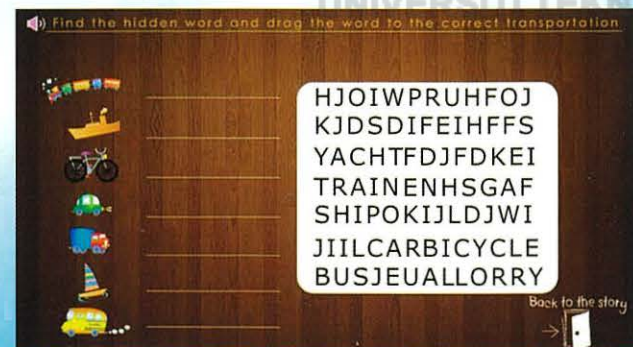 Find the hidden word and drag the word to the correct transportation
HJOIWPRUHFOJ
KJDSDIFEIHFFS
YACHTFDJFDKEI
TRAINENHSGAF
SHIPOKIJLDJWI
JIILCARBICYCLE
BUSJEUALLORRY
Back to the story